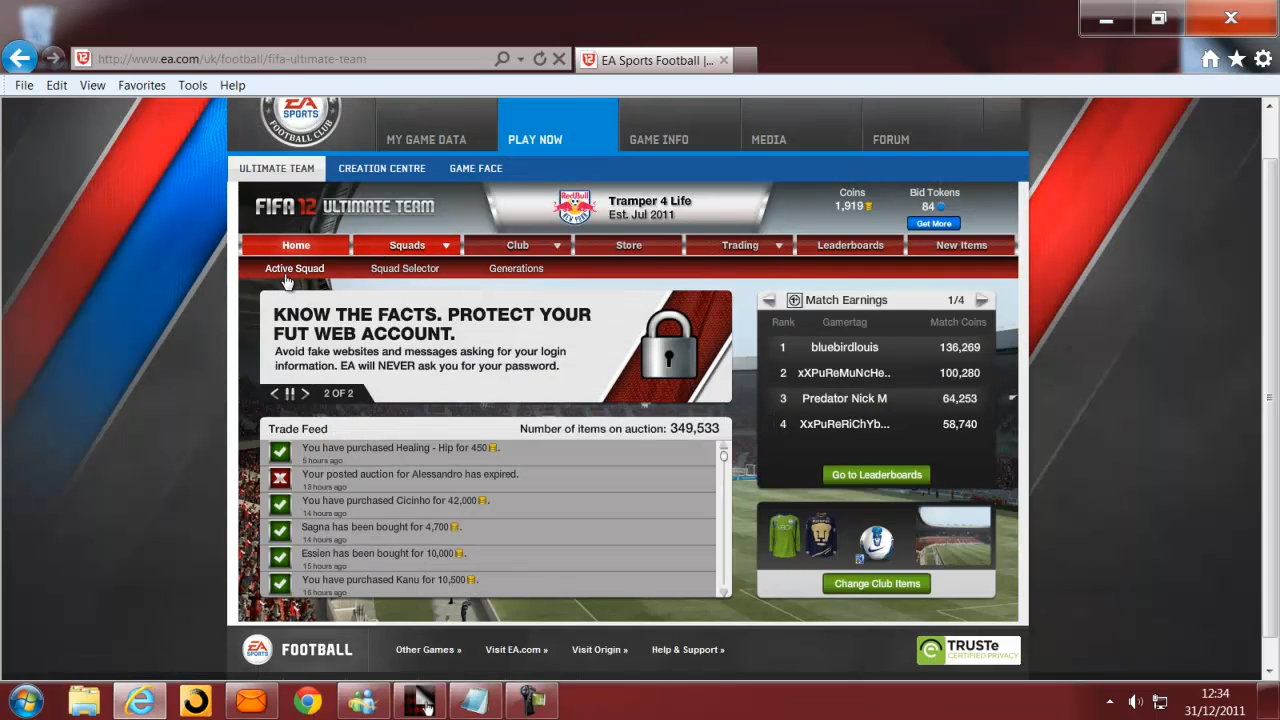 http://www.ea.com/uk/football/fifa-ultimate-team
EA Sports Football |...
File Edit View Favorites Tools Help
EA SPORTS FOOTBALL CLUB
MY GAME DATA PLAY NOW GAME INFO MEDIA FORUM
ULTIMATE TEAM CREATION CENTRE GAME FACE
FIFA 12 ULTIMATE TEAM
Tramper 4 Life
Est. Jul 2011
Coins
1,919
Bid Tokens
84
Get More
Home Squads Club Store Trading Leaderboards New Items
Active Squad Squad Selector Generations
KNOW THE FACTS. PROTECT YOUR
FUT WEB ACCOUNT.
Avoid fake websites and messages asking for your login
information. EA will NEVER ask you for your password.
2 OF 2
Match Earnings 1/4
Rank Gamertag Match Coins
1 bluebirdlouis 136,269
2 xXPuReMuNcHe.. 100,280
3 Predator Nick M 64,253
4 XxPuReRiChYb... 58,740
Go to Leaderboards
Trade Feed Number of items on auction: 349,533
You have purchased Healing - Hip for 450.
5 hours ago
Your posted auction for Alessandro has expired.
13 hours ago
You have purchased Cicinho for 42,000.
14 hours ago
Sagna has been bought for 4,700.
14 hours ago
Essien has been bought for 10,000.
15 hours ago
You have purchased Kanu for 10,500.
16 hours ago
Change Club Items
EA SPORTS FOOTBALL Other Games » Visit EA.com » Visit Origin » Help & Support »
TRUSTe
CERTIFIED PRIVACY
12:34
31/12/2011